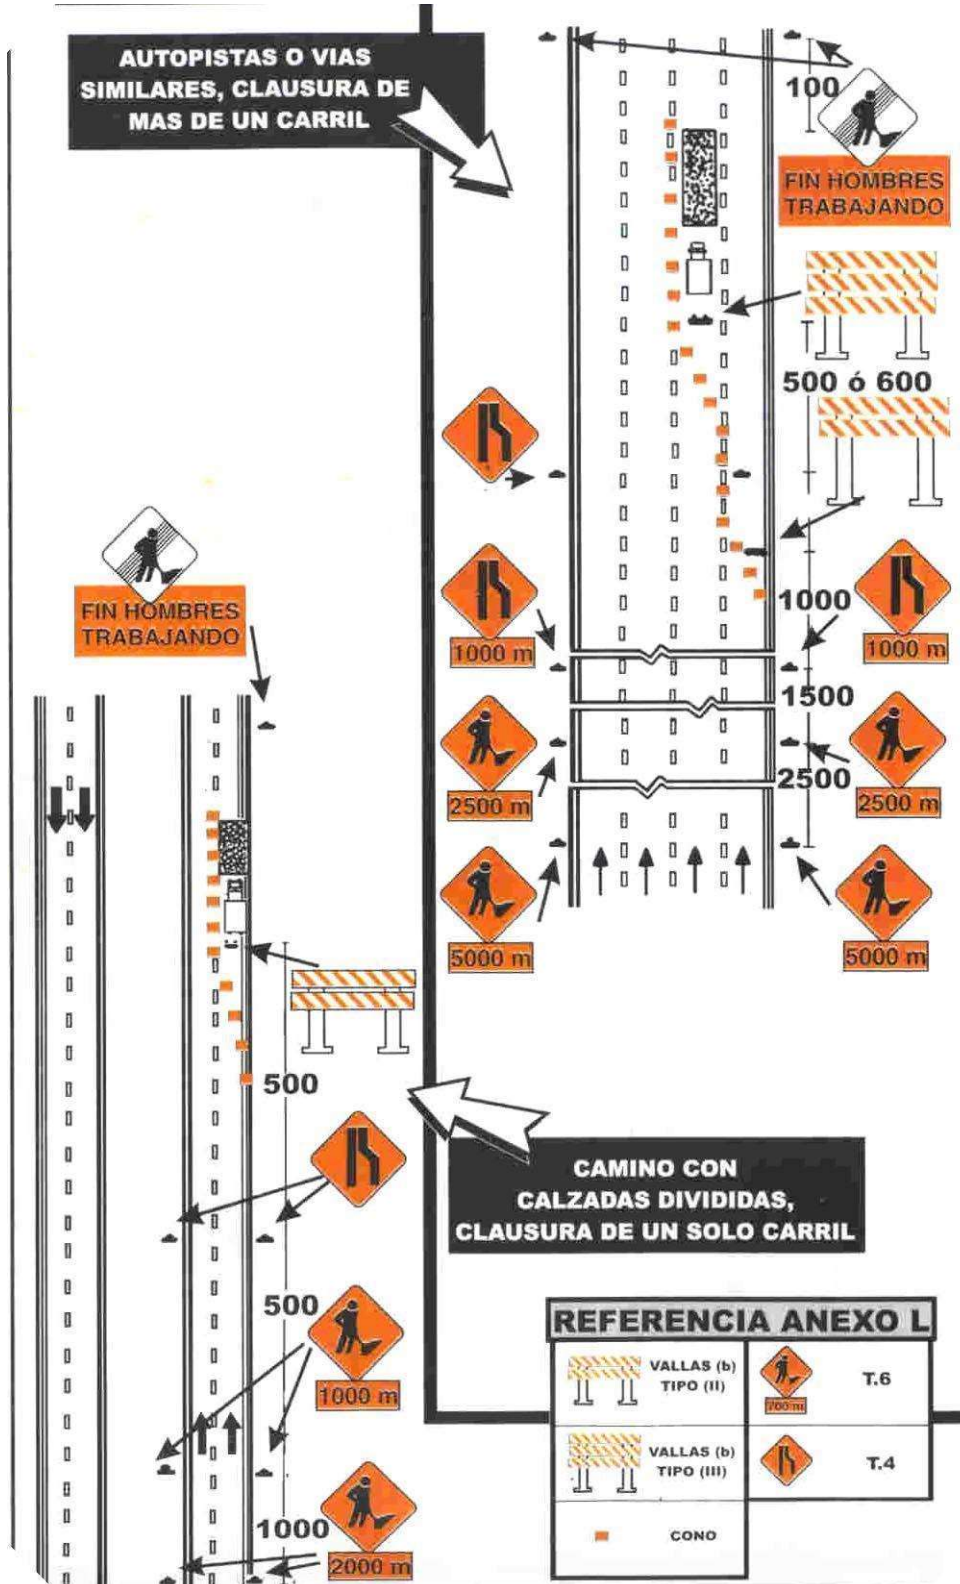 AUTOPISTAS O VIAS
SIMILARES, CLAUSURA DE
MAS DE UN CARRIL
100
FIN HOMBRES
TRABAJANDO
500 ó 600
1000 m
1000
1000 m
1500
2500 m
2500
2500 m
5000 m
5000 m
FIN HOMBRES
TRABAJANDO
500
500
1000 m
1000
2000 m
CAMINO CON
CALZADAS DIVIDIDAS,
CLAUSURA DE UN SOLO CARRIL
REFERENCIA ANEXO L
VALLAS (b)
TIPO (II)
700 m
T.6
VALLAS (b)
TIPO (III)
T.4
CONO